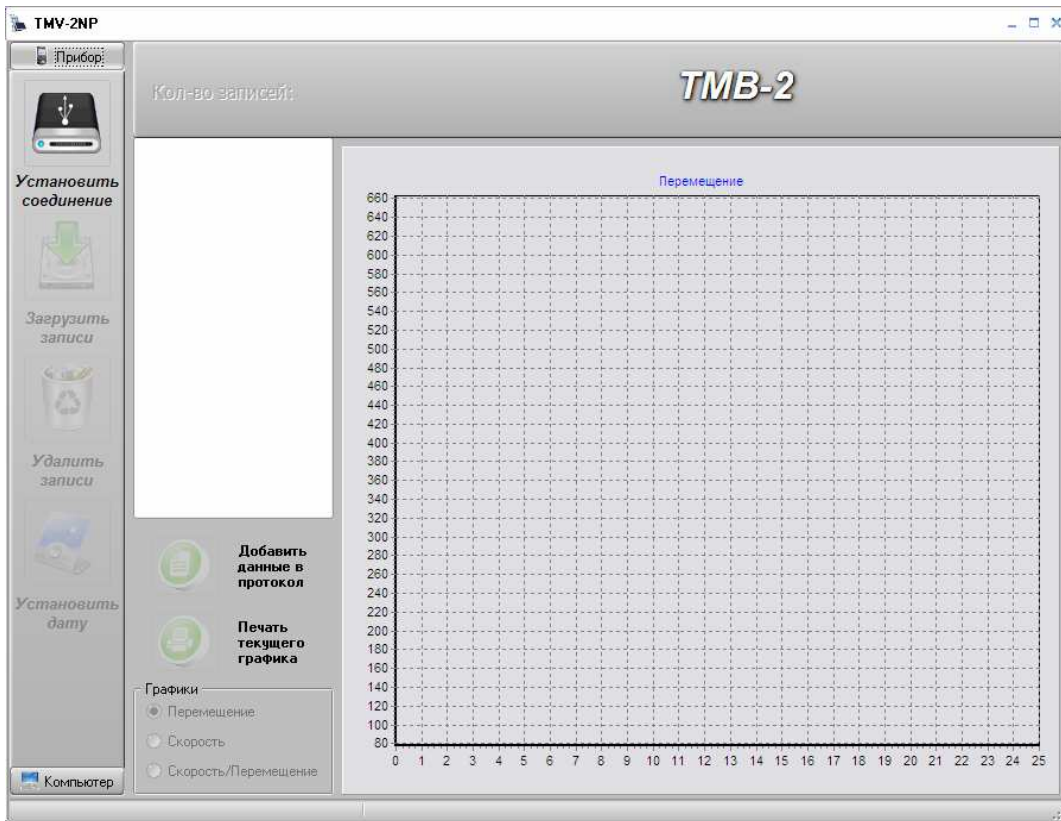 TMV-2NP
Прибор
Кол-во записей:
ТМВ-2
Установить
соединение
Загрузить
записи
Удалить
записи
Установить
дату
Компьютер
Добавить
данные в
протокол
Печать
текущего
графика
Графики
Перемещение
Скорость
Скорость/Перемещение
Перемещение
660
640
620
600
580
560
540
520
500
480
460
440
420
400
380
360
340
320
300
280
260
240
220
200
180
160
140
120
100
80
0 1 2 3 4 5 6 7 8 9 10 11 12 13 14 15 16 17 18 19 20 21 22 23 24 25